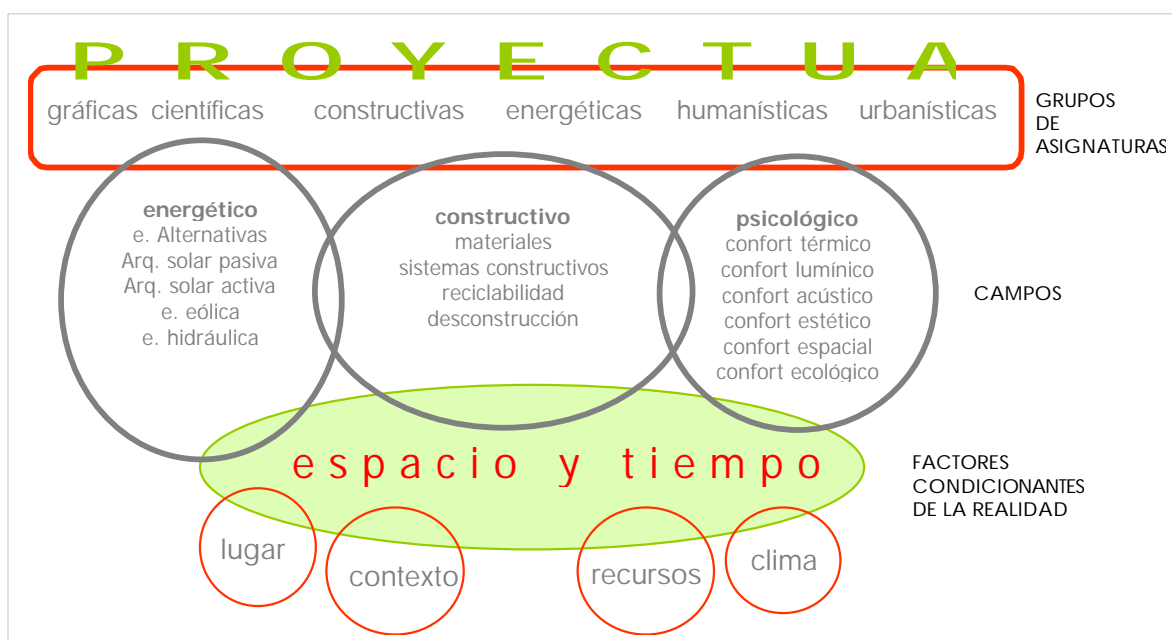 P R O Y E C T U A
gráficas científicas constructivas energéticas humanísticas urbanísticas
GRUPOS
DE
ASIGNATURAS
energético
e. Alternativas
Arq. solar pasiva
Arq. solar activa
e. eólica
e. hidráulica
constructivo
materiales
sistemas constructivos
reciclabilidad
desconstrucción
psicológico
confort térmico
confort lumínico
confort acústico
confort estético
confort espacial
confort ecológico
CAMPOS
espacio y tiempo
FACTORES
CONDICIONANTES
DE LA REALIDAD
lugar
contexto
recursos
clima